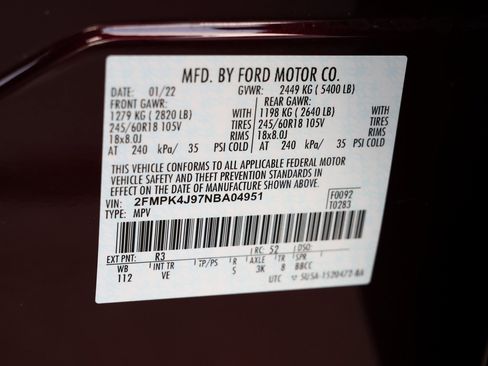 MFD. BY FORD MOTOR CO.
DATE: 01/22 GVWR: 2449 KG ( 5400 LB)
FRONT GAWR: REAR GAWR:
1279 KG ( 2820 LB) WITH 1198 KG ( 2640 LB) WITH
245/60R18 105V TIRES 245/60R18 105V TIRES
18x8.0J RIMS 18x8.0J RIMS
AT 240 kPa/ 35 PSI COLD AT 240 kPa/ 35 PSI COLD
THIS VEHICLE CONFORMS TO ALL APPLICABLE FEDERAL MOTOR
VEHICLE SAFETY AND THEFT PREVENTION STANDARDS IN
EFFECT ON THE DATE OF MANUFACTURE SHOWN ABOVE.
VIN: 2FMPK4J97NBA04951 F0092
TYPE: MPV T0283
EXT PNT: R3 RC: 52 DSO:
WB INT TR TP/PS R AXLE TR SPR
112 VE 5 3K 8 BBCC
UTC